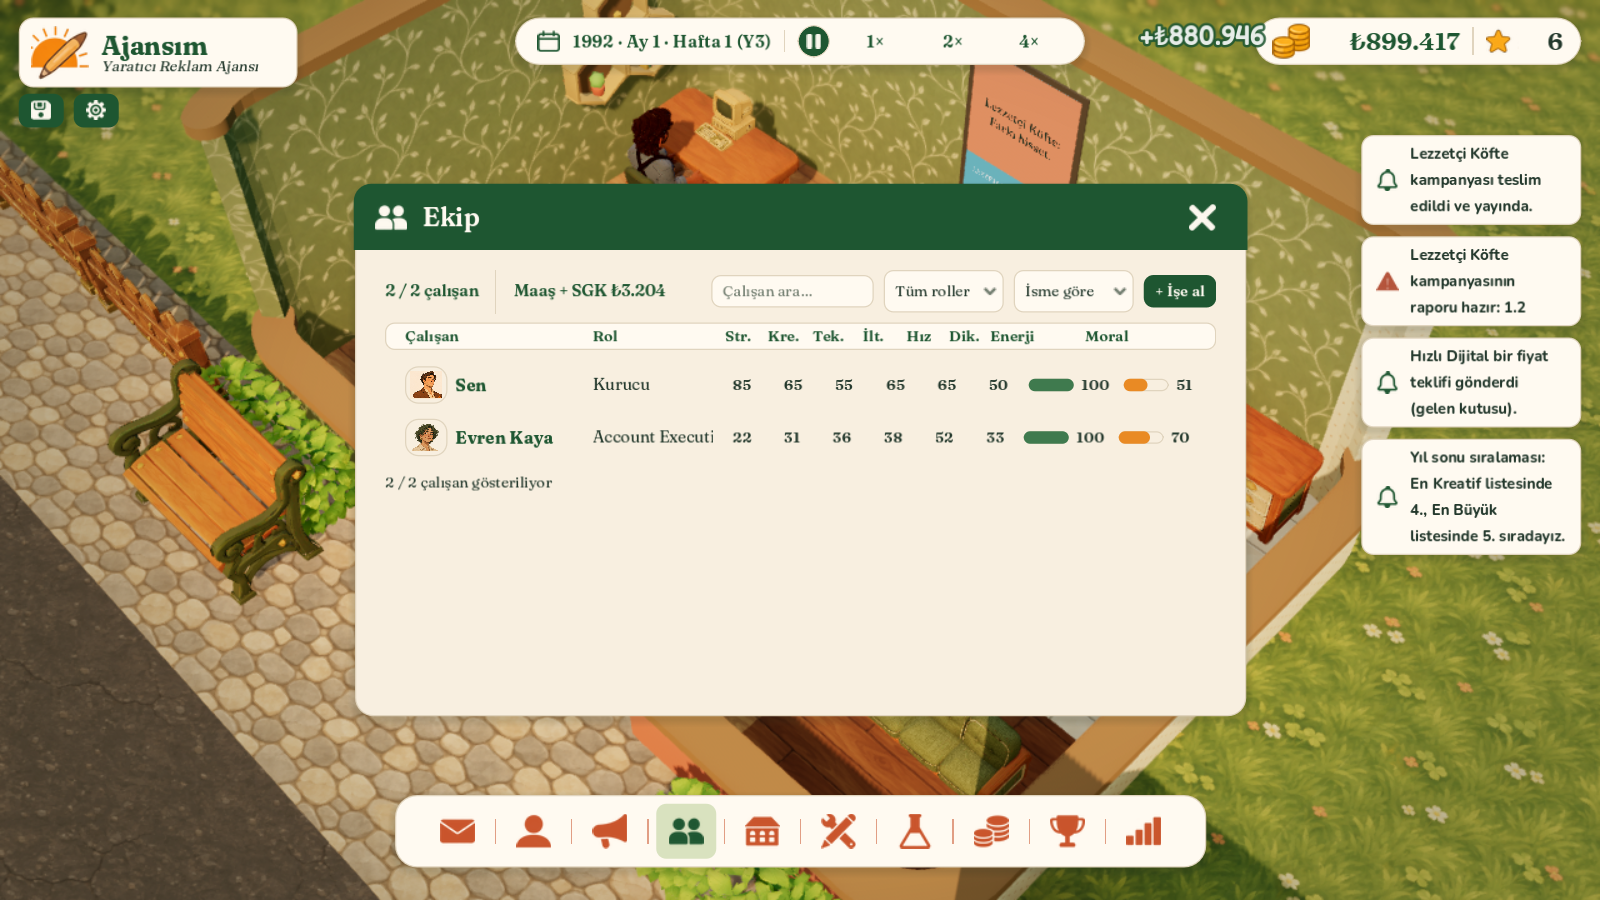 Ajansım
Yaratıcı Reklam Ajansı
1992 · Ay 1 · Hafta 1 (Y3)
1×
2×
4×
+₺880.946
₺899.417
6
Lezzetçi Köfte:
Farkı hisset.
Lezzetçi Köfte
kampanyası teslim
edildi ve yayında.
Lezzetçi Köfte
kampanyasının
raporu hazır: 1.2
Hızlı Dijital bir fiyat
teklifi gönderdi
(gelen kutusu).
Yıl sonu sıralaması:
En Kreatif listesinde
4., En Büyük
listesinde 5. sıradayız.
Ekip
2 / 2 çalışan
Maaş + SGK ₺3.204
Çalışan ara...
Tüm roller
İsme göre
+ İşe al
Çalışan Rol Str. Kre. Tek. İlt. Hız Dik. Enerji Moral
Sen Kurucu 85 65 55 65 65 50 100 51
Evren Kaya Account Executi 22 31 36 38 52 33 100 70
2 / 2 çalışan gösteriliyor